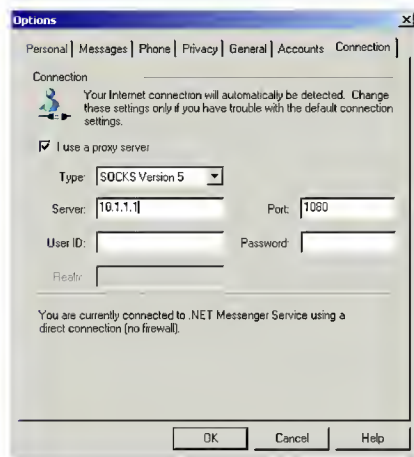 Options
Personal Messages Phone Privacy General Accounts Connection
Connection
Your Internet connection will automatically be detected. Change
these settings only if you have trouble with the default connection
settings.
I use a proxy server
Type: SOCKS Version 5
Server: 10.1.1.1 Port: 1080
User ID: Password:
Realm:
You are currently connected to .NET Messenger Service using a
direct connection (no firewall).
OK Cancel Help